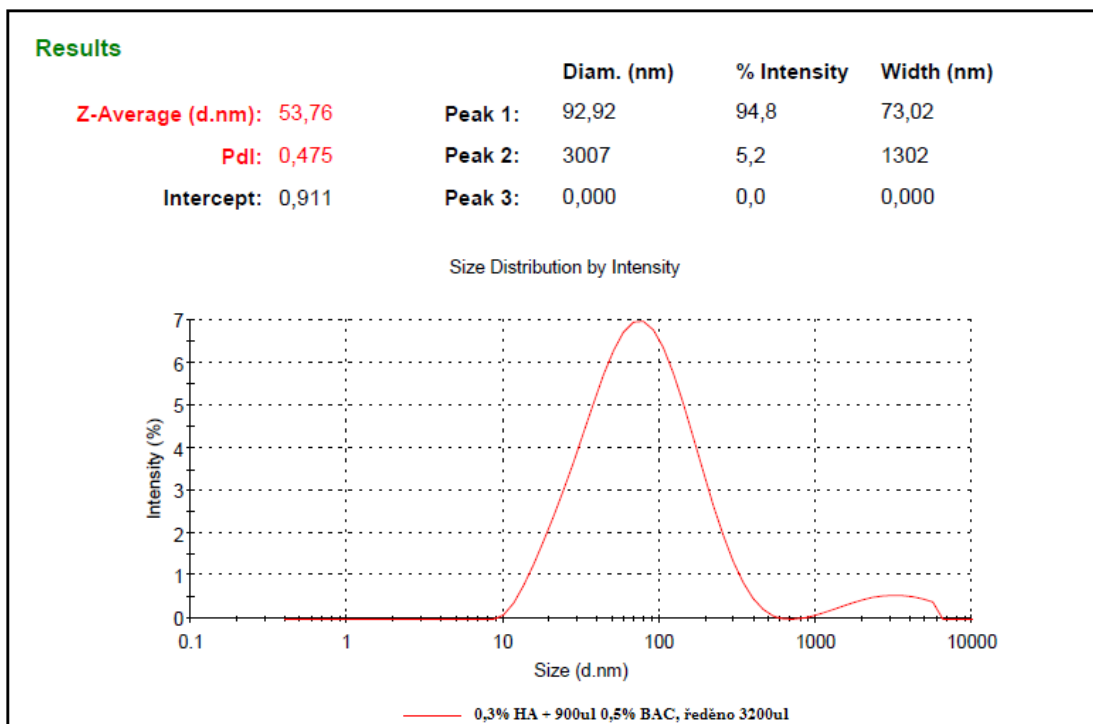 Results
Diam. (nm) % Intensity Width (nm)
Z-Average (d.nm): 53,76 Peak 1: 92,92 94,8 73,02
PdI: 0,475 Peak 2: 3007 5,2 1302
Intercept: 0,911 Peak 3: 0,000 0,0 0,000
Size Distribution by Intensity
7
6
5
4
3
2
1
0
Intensity (%)
0.1 1 10 100 1000 10000
Size (d.nm)
0,3% HA + 900ul 0,5% BAC, ředěno 3200ul